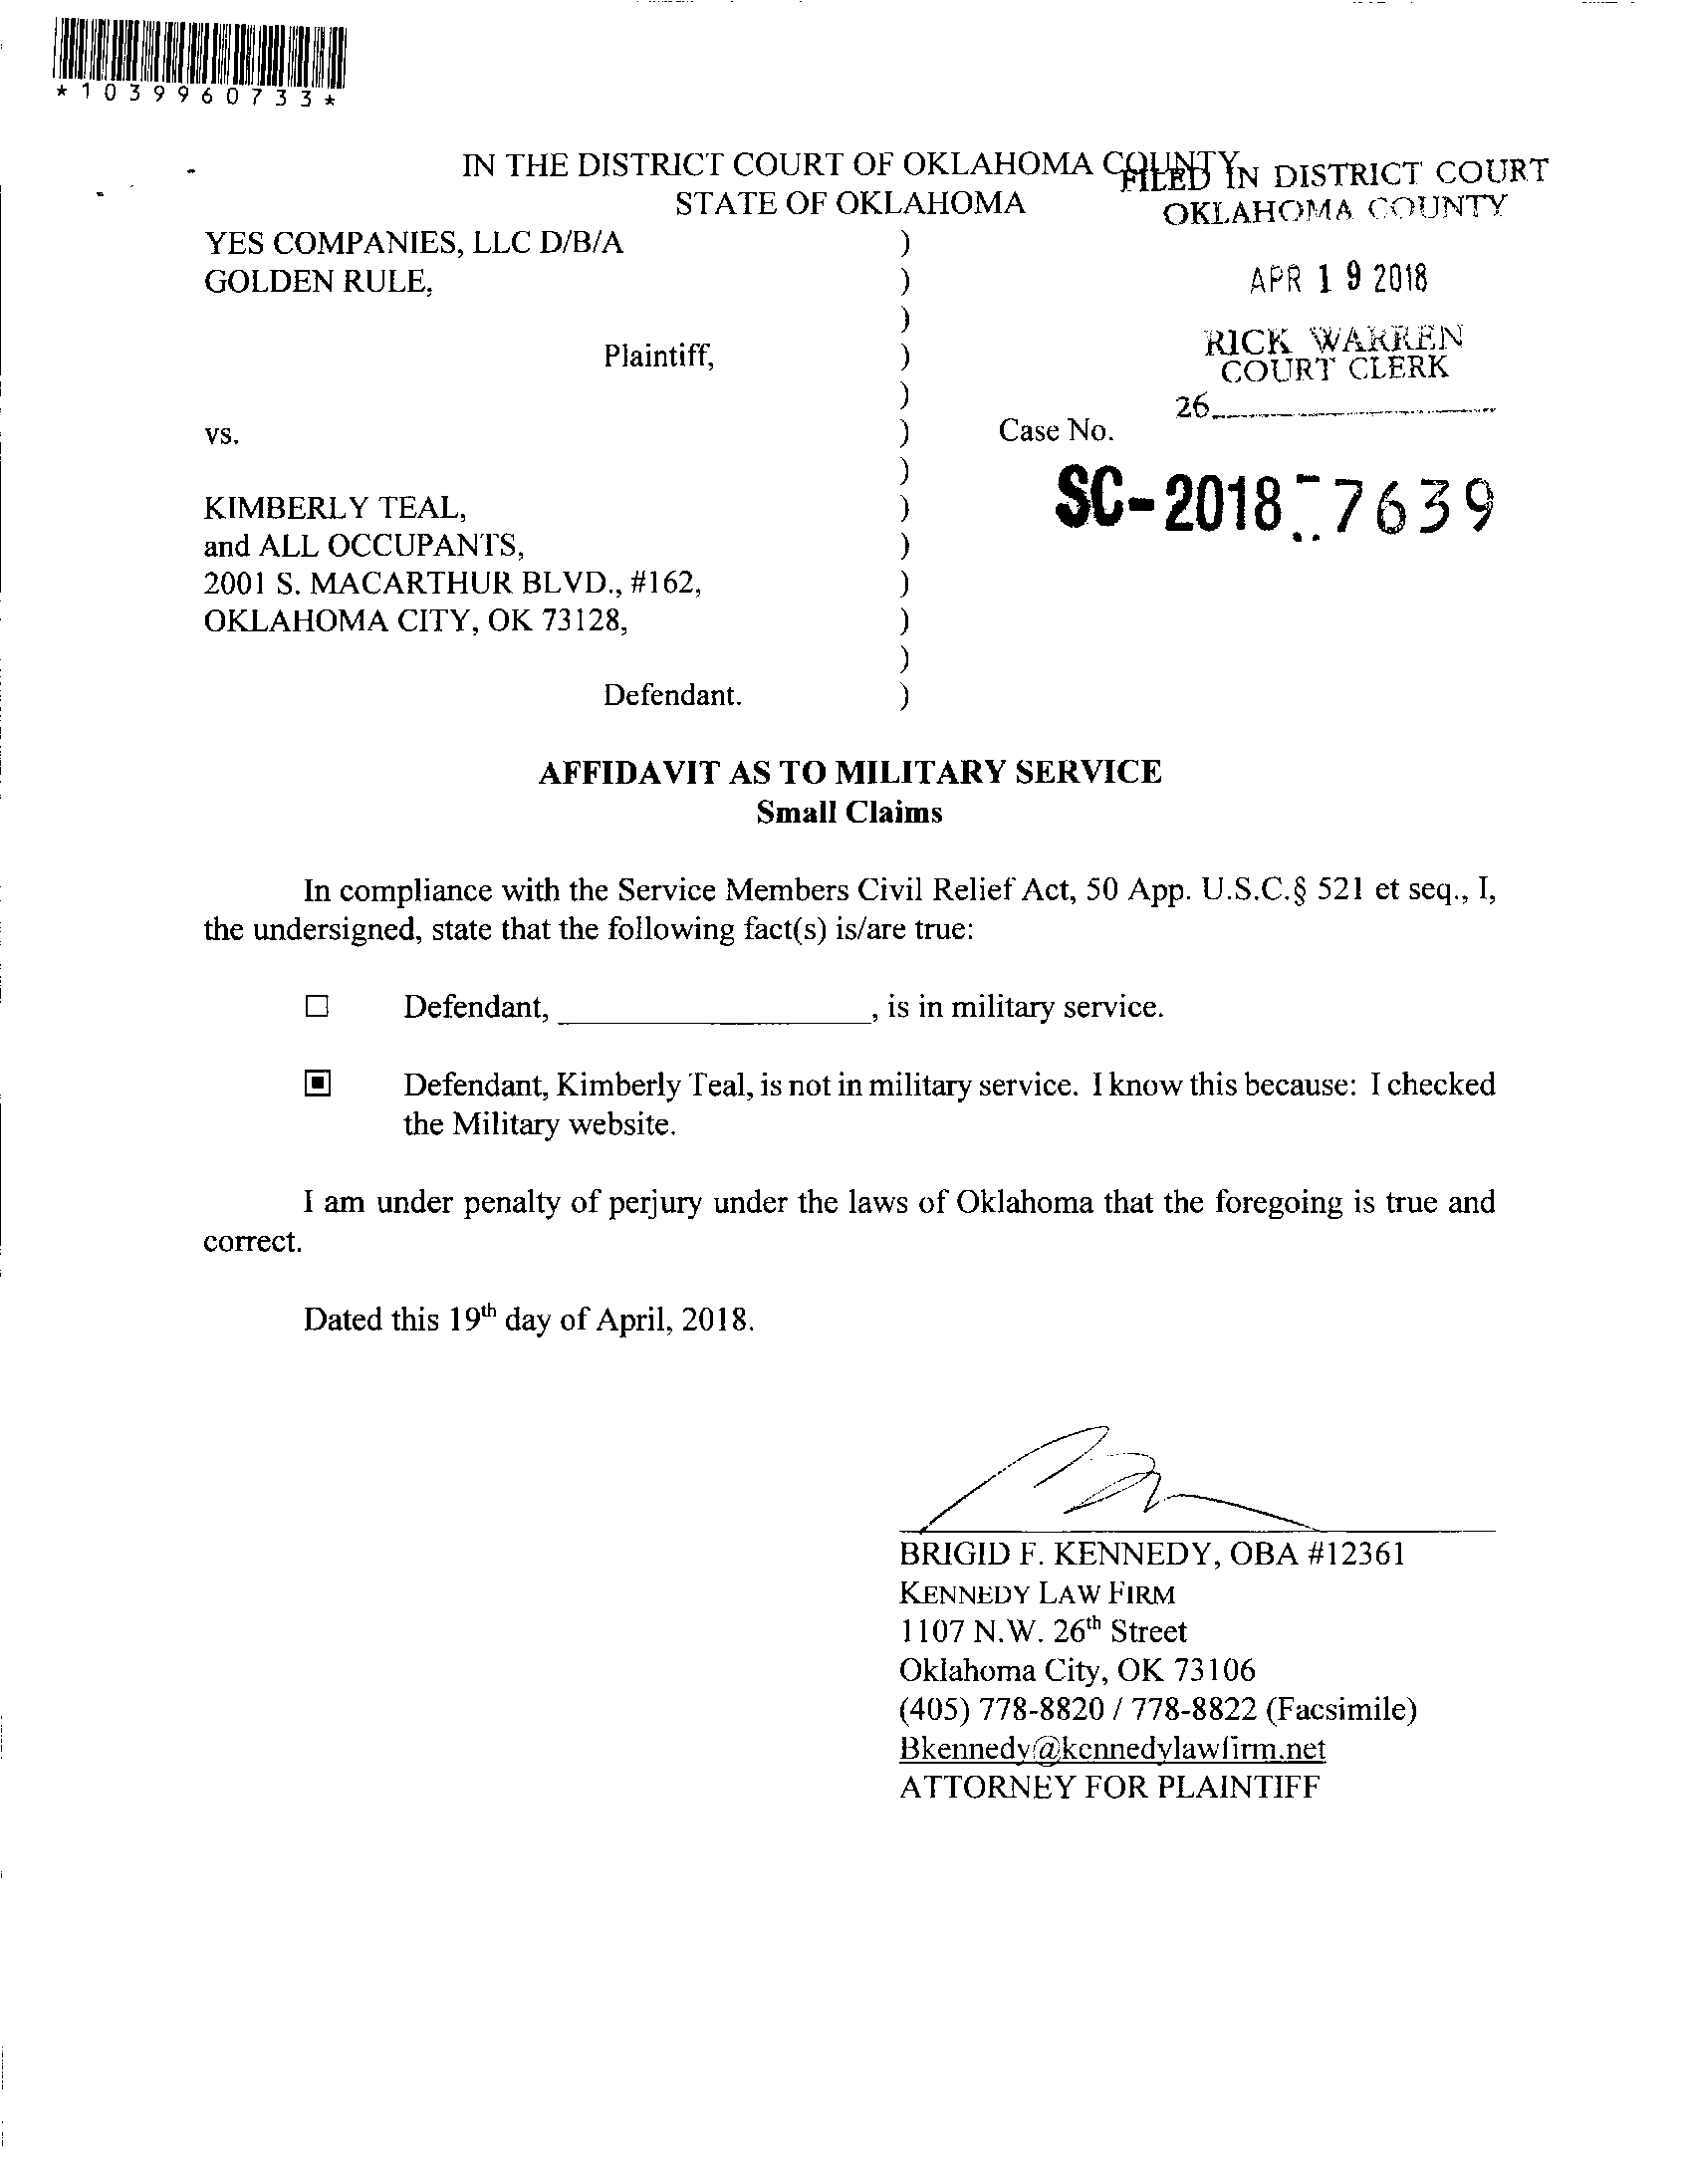 *1039960733*
IN THE DISTRICT COURT OF OKLAHOMA COUNTY
STATE OF OKLAHOMA
FILED IN DISTRICT COURT
OKLAHOMA COUNTY
APR 19 2018
RICK WARREN
COURT CLERK
26
YES COMPANIES, LLC D/B/A )
GOLDEN RULE, )
)
Plaintiff, )
)
vs. ) Case No.
)
SC-2018-7639
KIMBERLY TEAL, )
and ALL OCCUPANTS, )
2001 S. MACARTHUR BLVD., #162, )
OKLAHOMA CITY, OK 73128, )
)
Defendant. )
AFFIDAVIT AS TO MILITARY SERVICE
Small Claims
In compliance with the Service Members Civil Relief Act, 50 App. U.S.C.§ 521 et seq., I,
the undersigned, state that the following fact(s) is/are true:
☐ Defendant, ____________________, is in military service.
▣ Defendant, Kimberly Teal, is not in military service. I know this because: I checked
the Military website.
I am under penalty of perjury under the laws of Oklahoma that the foregoing is true and
correct.
Dated this 19th day of April, 2018.
BRIGID F. KENNEDY, OBA #12361
KENNEDY LAW FIRM
1107 N.W. 26th Street
Oklahoma City, OK 73106
(405) 778-8820 / 778-8822 (Facsimile)
Bkennedy@kennedylawfirm.net
ATTORNEY FOR PLAINTIFF